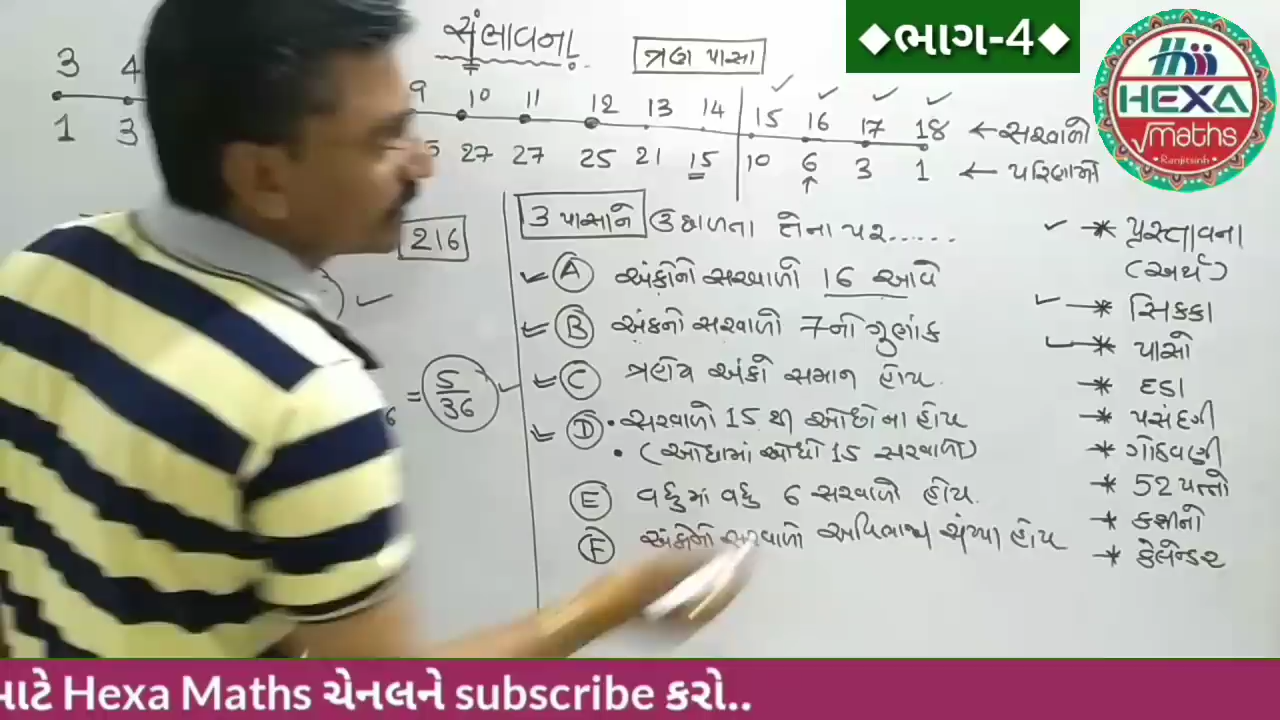 ◆ભાગ-4◆
સંભાવના
ત્રણ પાસા
3 4 9 10 11 12 13 14 15 16 17 18 ← સરવાળો
1 3 27 27 25 21 15 10 6 3 1 ← પરિણામો
HEXA
√maths
Ranjitsinh
216
= 5/36
3 પાસાને ઉછાળતા તેના પર......
A અંકોનો સરવાળો 16 આવે
B અંકનો સરવાળો 7નો ગુણાંક
C ત્રણેય અંકો સમાન હોય.
D • સરવાળો 15 થી ઓછો ના હોય
• (ઓછામાં ઓછો 15 સરવાળો)
E વધુમાં વધુ 6 સરવાળો હોય.
F અંકોનો સરવાળો અવિભાજ્ય સંખ્યા હોય
* પ્રસ્તાવના
(અર્થ)
* સિક્કા
* પાસો
* દડા
* પસંદગી
* ગોઠવણી
* 52 પત્તો
* કસીનો
* કેલેન્ડર
માટે Hexa Maths ચેનલને subscribe કરો..